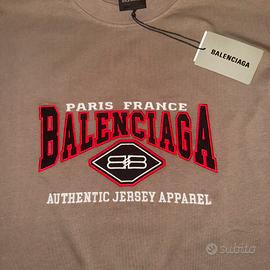 BALENCIAGA
PARIS FRANCE
BALENCIAGA
BB
AUTHENTIC JERSEY APPAREL
subito